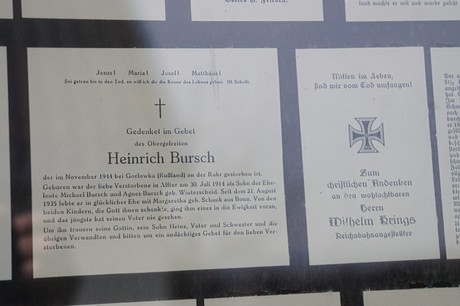 Jesus! Maria! Josef! Matthäus!
Sei getreu bis in den Tod, so will ich dir die Krone des Lebens geben. Hl. Schrift.
Gedenket im Gebet
des Obergefreiten
Heinrich Bursch
der im November 1944 bei Gorlowka (Rußland) an der Ruhr gestorben ist.
Geboren war der liebe Verstorbene in Alfter am 30. Juli 1914 als Sohn der Ehe-
leute Michael Bursch und Agnes Bursch geb. Winterscheid. Seit dem 21. August
1935 lebte er in glücklicher Ehe mit Margaretha geb. Schunk aus Bonn. Von den
beiden Kindern, die Gott ihnen schenkte, ging ihm eines in die Ewigkeit voran,
und das jüngste hat seinen Vater nie gesehen.
Um ihn trauern seine Gattin, sein Sohn Heinz, Vater und Schwester und die
übrigen Verwandten und bitten um ein andächtiges Gebet für den lieben Ver-
storbenen.
Mitten im Leben,
sind wir vom Tod umfangen!
Zum
christlichen Andenken
an den wohlachtbaren
Herrn
Wilhelm Krings
Reichsbahnangestellter